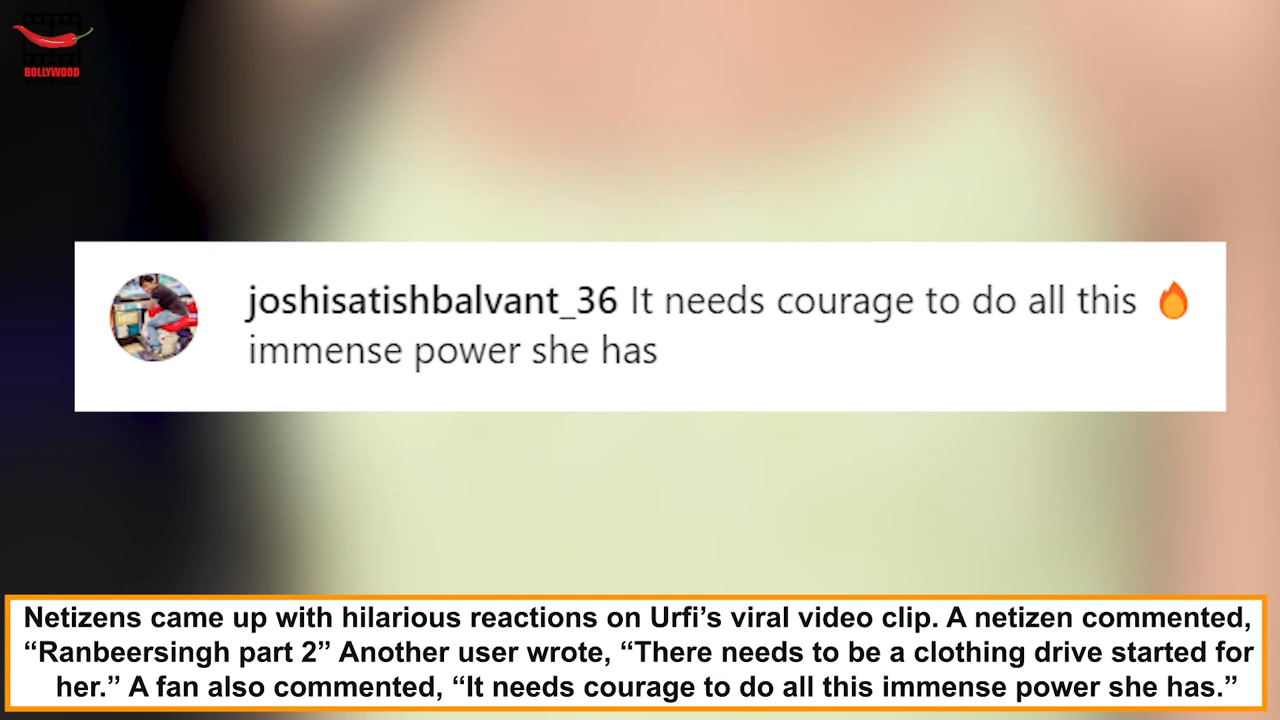 BOLLYWOOD
joshisatishbalvant_36 It needs courage to do all this 🔥
immense power she has
Netizens came up with hilarious reactions on Urfi’s viral video clip. A netizen commented,
“Ranbeersingh part 2” Another user wrote, “There needs to be a clothing drive started for
her.” A fan also commented, “It needs courage to do all this immense power she has.”